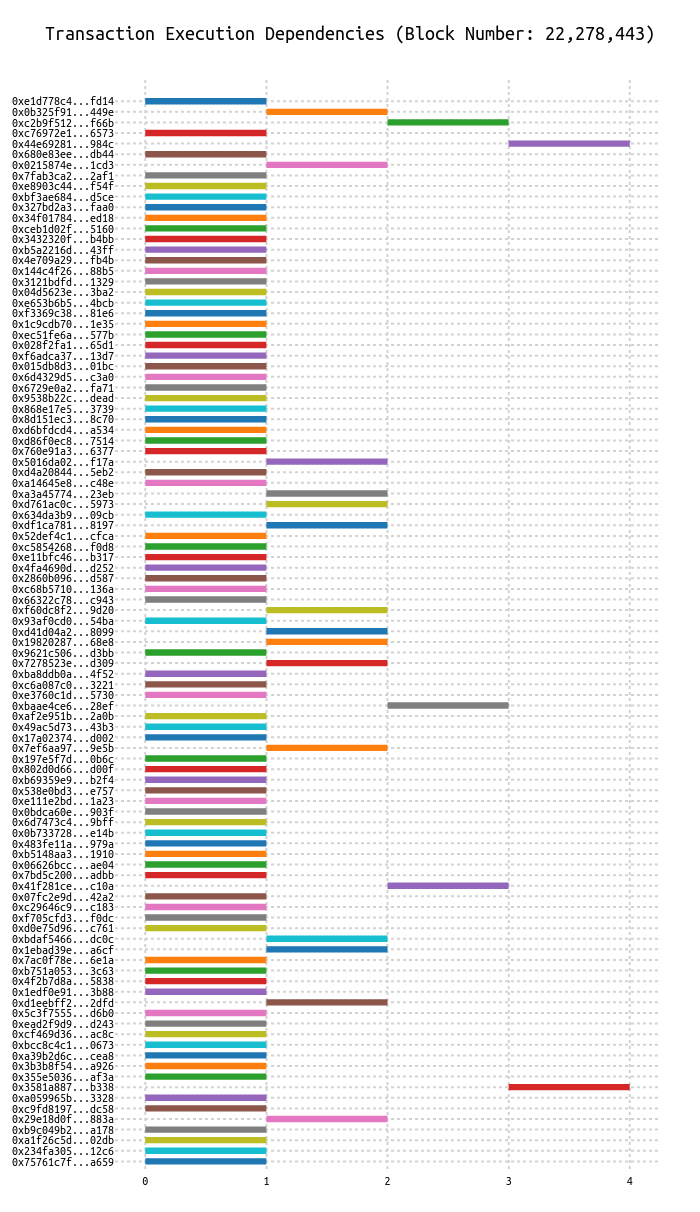 Transaction Execution Dependencies (Block Number: 22,278,443)
0xe1d778c4...fd14
0x0b325f91...449e
0xc2b9f512...f66b
0xc76972e1...6573
0x44e69281...984c
0x680e83ee...db44
0x0215874e...1cd3
0x7fab3ca2...2af1
0xe8903c44...f54f
0xbf3ae684...d5ce
0x327bd2a3...faa0
0x34f01784...ed18
0xceb1d02f...5160
0x3432320f...b4bb
0xb5a2216d...43ff
0x4e709a29...fb4b
0x144c4f26...88b5
0x3121bdfd...1329
0x04d5623e...3ba2
0xe653b6b5...4bcb
0xf3369c38...81e6
0x1c9cdb70...1e35
0xec51fe6a...577b
0x028f2fa1...65d1
0xf6adca37...13d7
0x015db8d3...01bc
0x6d4329d5...c3a0
0x6729e0a2...fa71
0x9538b22c...dead
0x868e17e5...3739
0x8d151ec3...8c70
0xd6bfdcd4...a534
0xd86f0ec8...7514
0x760e91a3...6377
0x5016da02...f17a
0xd4a20844...5eb2
0xa14645e8...c48e
0xa3a45774...23eb
0xd761ac0c...5973
0x634da3b9...09cb
0xdf1ca781...8197
0x52def4c1...cfca
0xc5854268...f0d8
0xe11bfc46...b317
0x4fa4690d...d252
0x2860b096...d587
0xc68b5710...136a
0x66322c78...c943
0xf60dc8f2...9d20
0x93af0cd0...54ba
0xd41d04a2...8099
0x19820287...68e8
0x9621c506...d3bb
0x7278523e...d309
0xba8ddb0a...4f52
0xc6a087c0...3221
0xe3760c1d...5730
0xbaae4ce6...28ef
0xaf2e951b...2a0b
0x49ac5d73...43b3
0x17a02374...d002
0x7ef6aa97...9e5b
0x197e5f7d...0b6c
0x802d0d66...d00f
0xb69359e9...b2f4
0x538e0bd3...e757
0xe111e2bd...1a23
0x0bdca60e...903f
0x6d7473c4...9bff
0x0b733728...e14b
0x483fe11a...979a
0xb5148aa3...1910
0x06626bcc...ae04
0x7bd5c200...adbb
0x41f281ce...c10a
0x07fc2e9d...42a2
0xc29646c9...c183
0xf705cfd3...f0dc
0xd0e75d96...c761
0xbdaf5466...dc0c
0x1ebad39e...a6cf
0x7ac0f78e...6e1a
0xb751a053...3c63
0x4f2b7d8a...5838
0x1edf0e91...3b88
0xd1eebff2...2dfd
0x5c3f7555...d6b0
0xead2f9d9...d243
0xcf469d36...ac8c
0xbcc8c4c1...0673
0xa39b2d6c...cea8
0x3b3b8f54...a926
0x355e5036...af3a
0x3581a887...b338
0xa059965b...3328
0xc9fd8197...dc58
0x29e18d0f...883a
0xb9c049b2...a178
0xa1f26c5d...02db
0x234fa305...12c6
0x75761c7f...a659
0 1 2 3 4